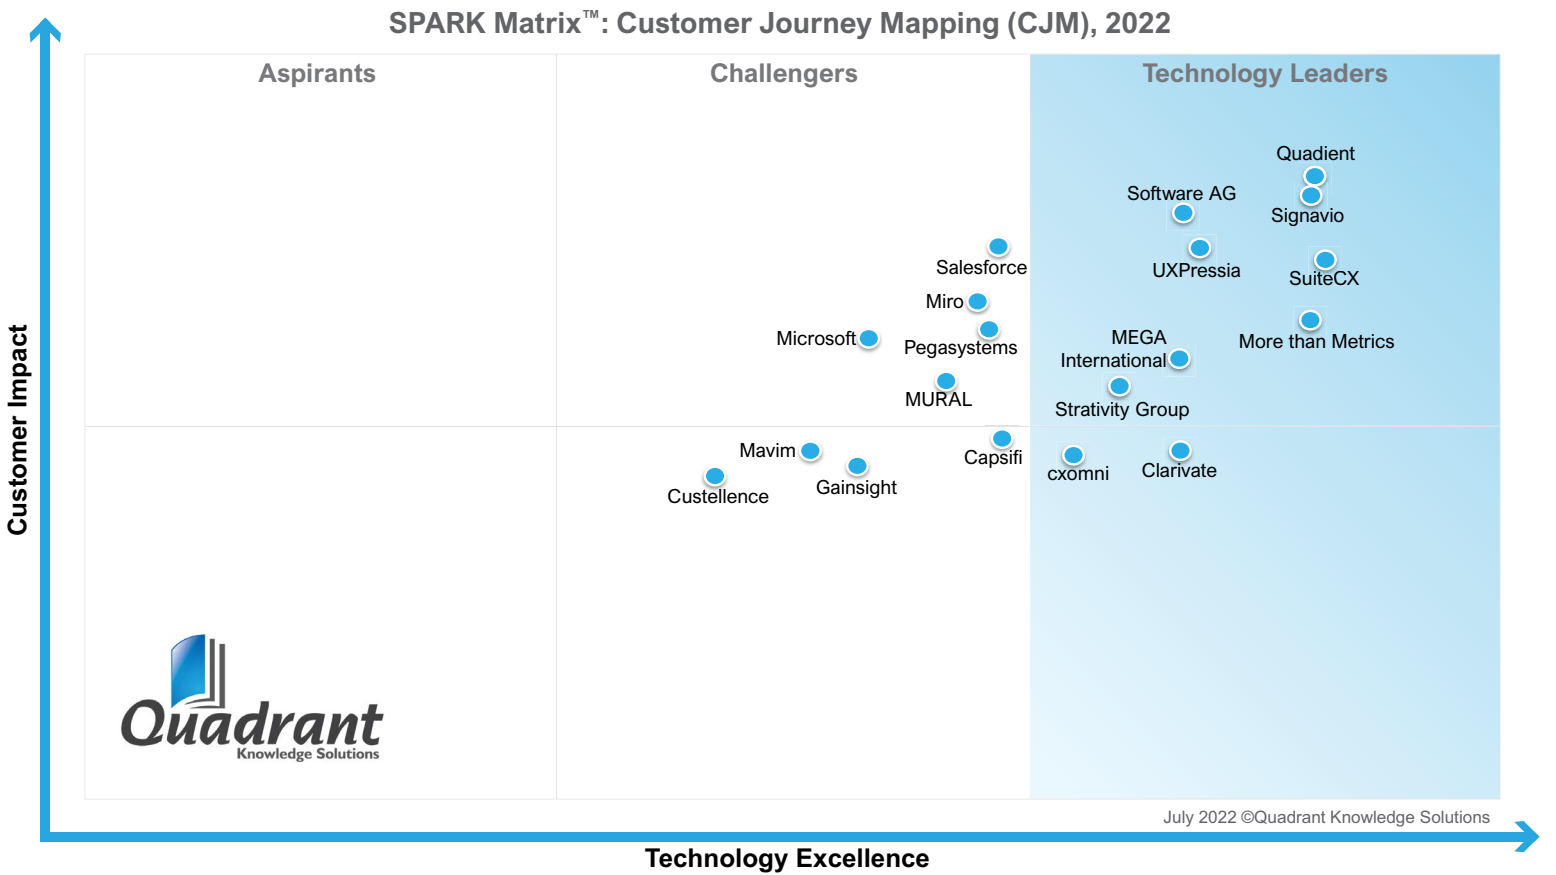 SPARK Matrix™: Customer Journey Mapping (CJM), 2022
Aspirants
Challengers
Technology Leaders
Quadient
Software AG
Signavio
Salesforce
UXPressia
SuiteCX
Miro
Microsoft
Pegasystems
MEGA
International
More than Metrics
MURAL
Strativity Group
Mavim
Capsifi
cxomni
Clarivate
Custellence
Gainsight
Customer Impact
Quadrant
Knowledge Solutions
July 2022 ©Quadrant Knowledge Solutions
Technology Excellence